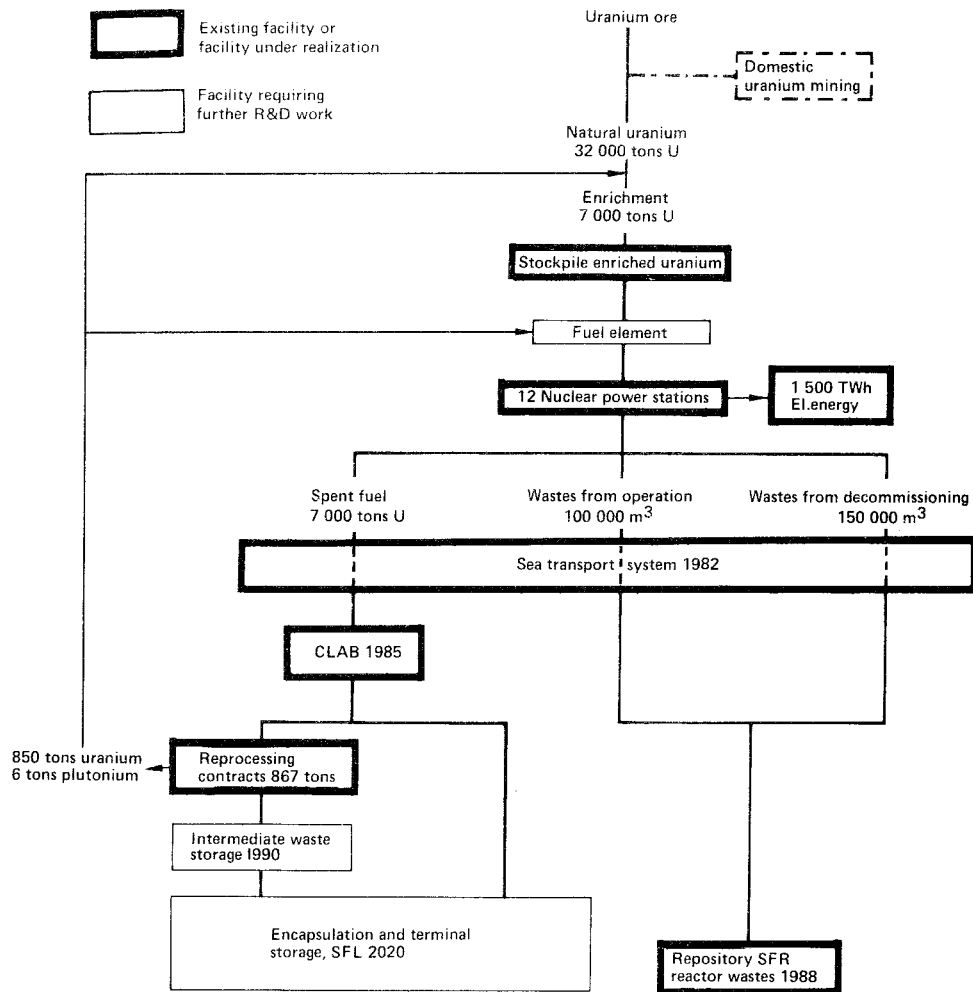 Existing facility or
facility under realization
Facility requiring
further R&D work
Uranium ore
Domestic
uranium mining
Natural uranium
32 000 tons U
Enrichment
7 000 tons U
Stockpile enriched uranium
Fuel element
12 Nuclear power stations
1 500 TWh
El.energy
Spent fuel
7 000 tons U
Wastes from operation
100 000 m³
Wastes from decommissioning
150 000 m³
Sea transport system 1982
CLAB 1985
850 tons uranium
6 tons plutonium
Reprocessing
contracts 867 tons
Intermediate waste
storage 1990
Encapsulation and terminal
storage, SFL 2020
Repository SFR
reactor wastes 1988